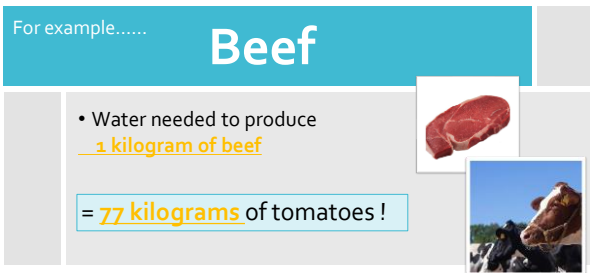 For example......
Beef
• Water needed to produce
1 kilogram of beef
= 77 kilograms of tomatoes !